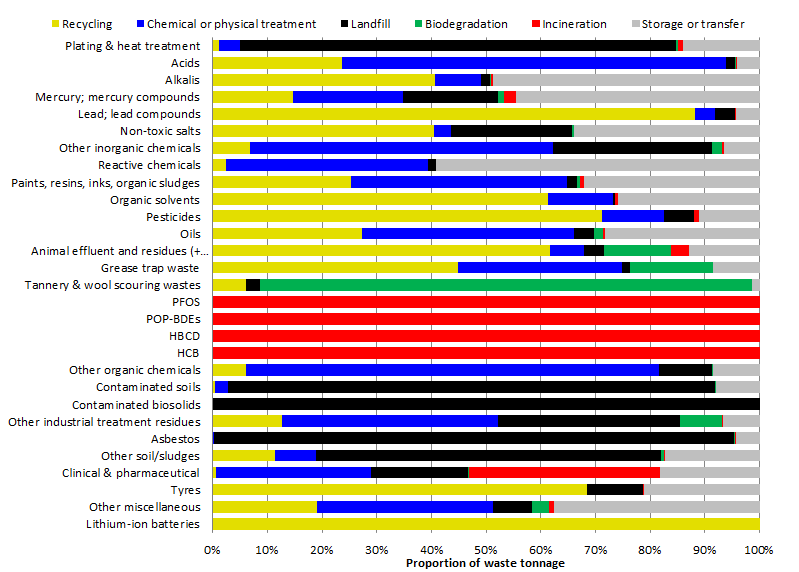 Recycling Chemical or physical treatment Landfill Biodegradation Incineration Storage or transfer
Plating & heat treatment
Acids
Alkalis
Mercury; mercury compounds
Lead; lead compounds
Non-toxic salts
Other inorganic chemicals
Reactive chemicals
Paints, resins, inks, organic sludges
Organic solvents
Pesticides
Oils
Animal effluent and residues (+...
Grease trap waste
Tannery & wool scouring wastes
PFOS
POP-BDEs
HBCD
HCB
Other organic chemicals
Contaminated soils
Contaminated biosolids
Other industrial treatment residues
Asbestos
Other soil/sludges
Clinical & pharmaceutical
Tyres
Other miscellaneous
Lithium-ion batteries
0% 10% 20% 30% 40% 50% 60% 70% 80% 90% 100%
Proportion of waste tonnage